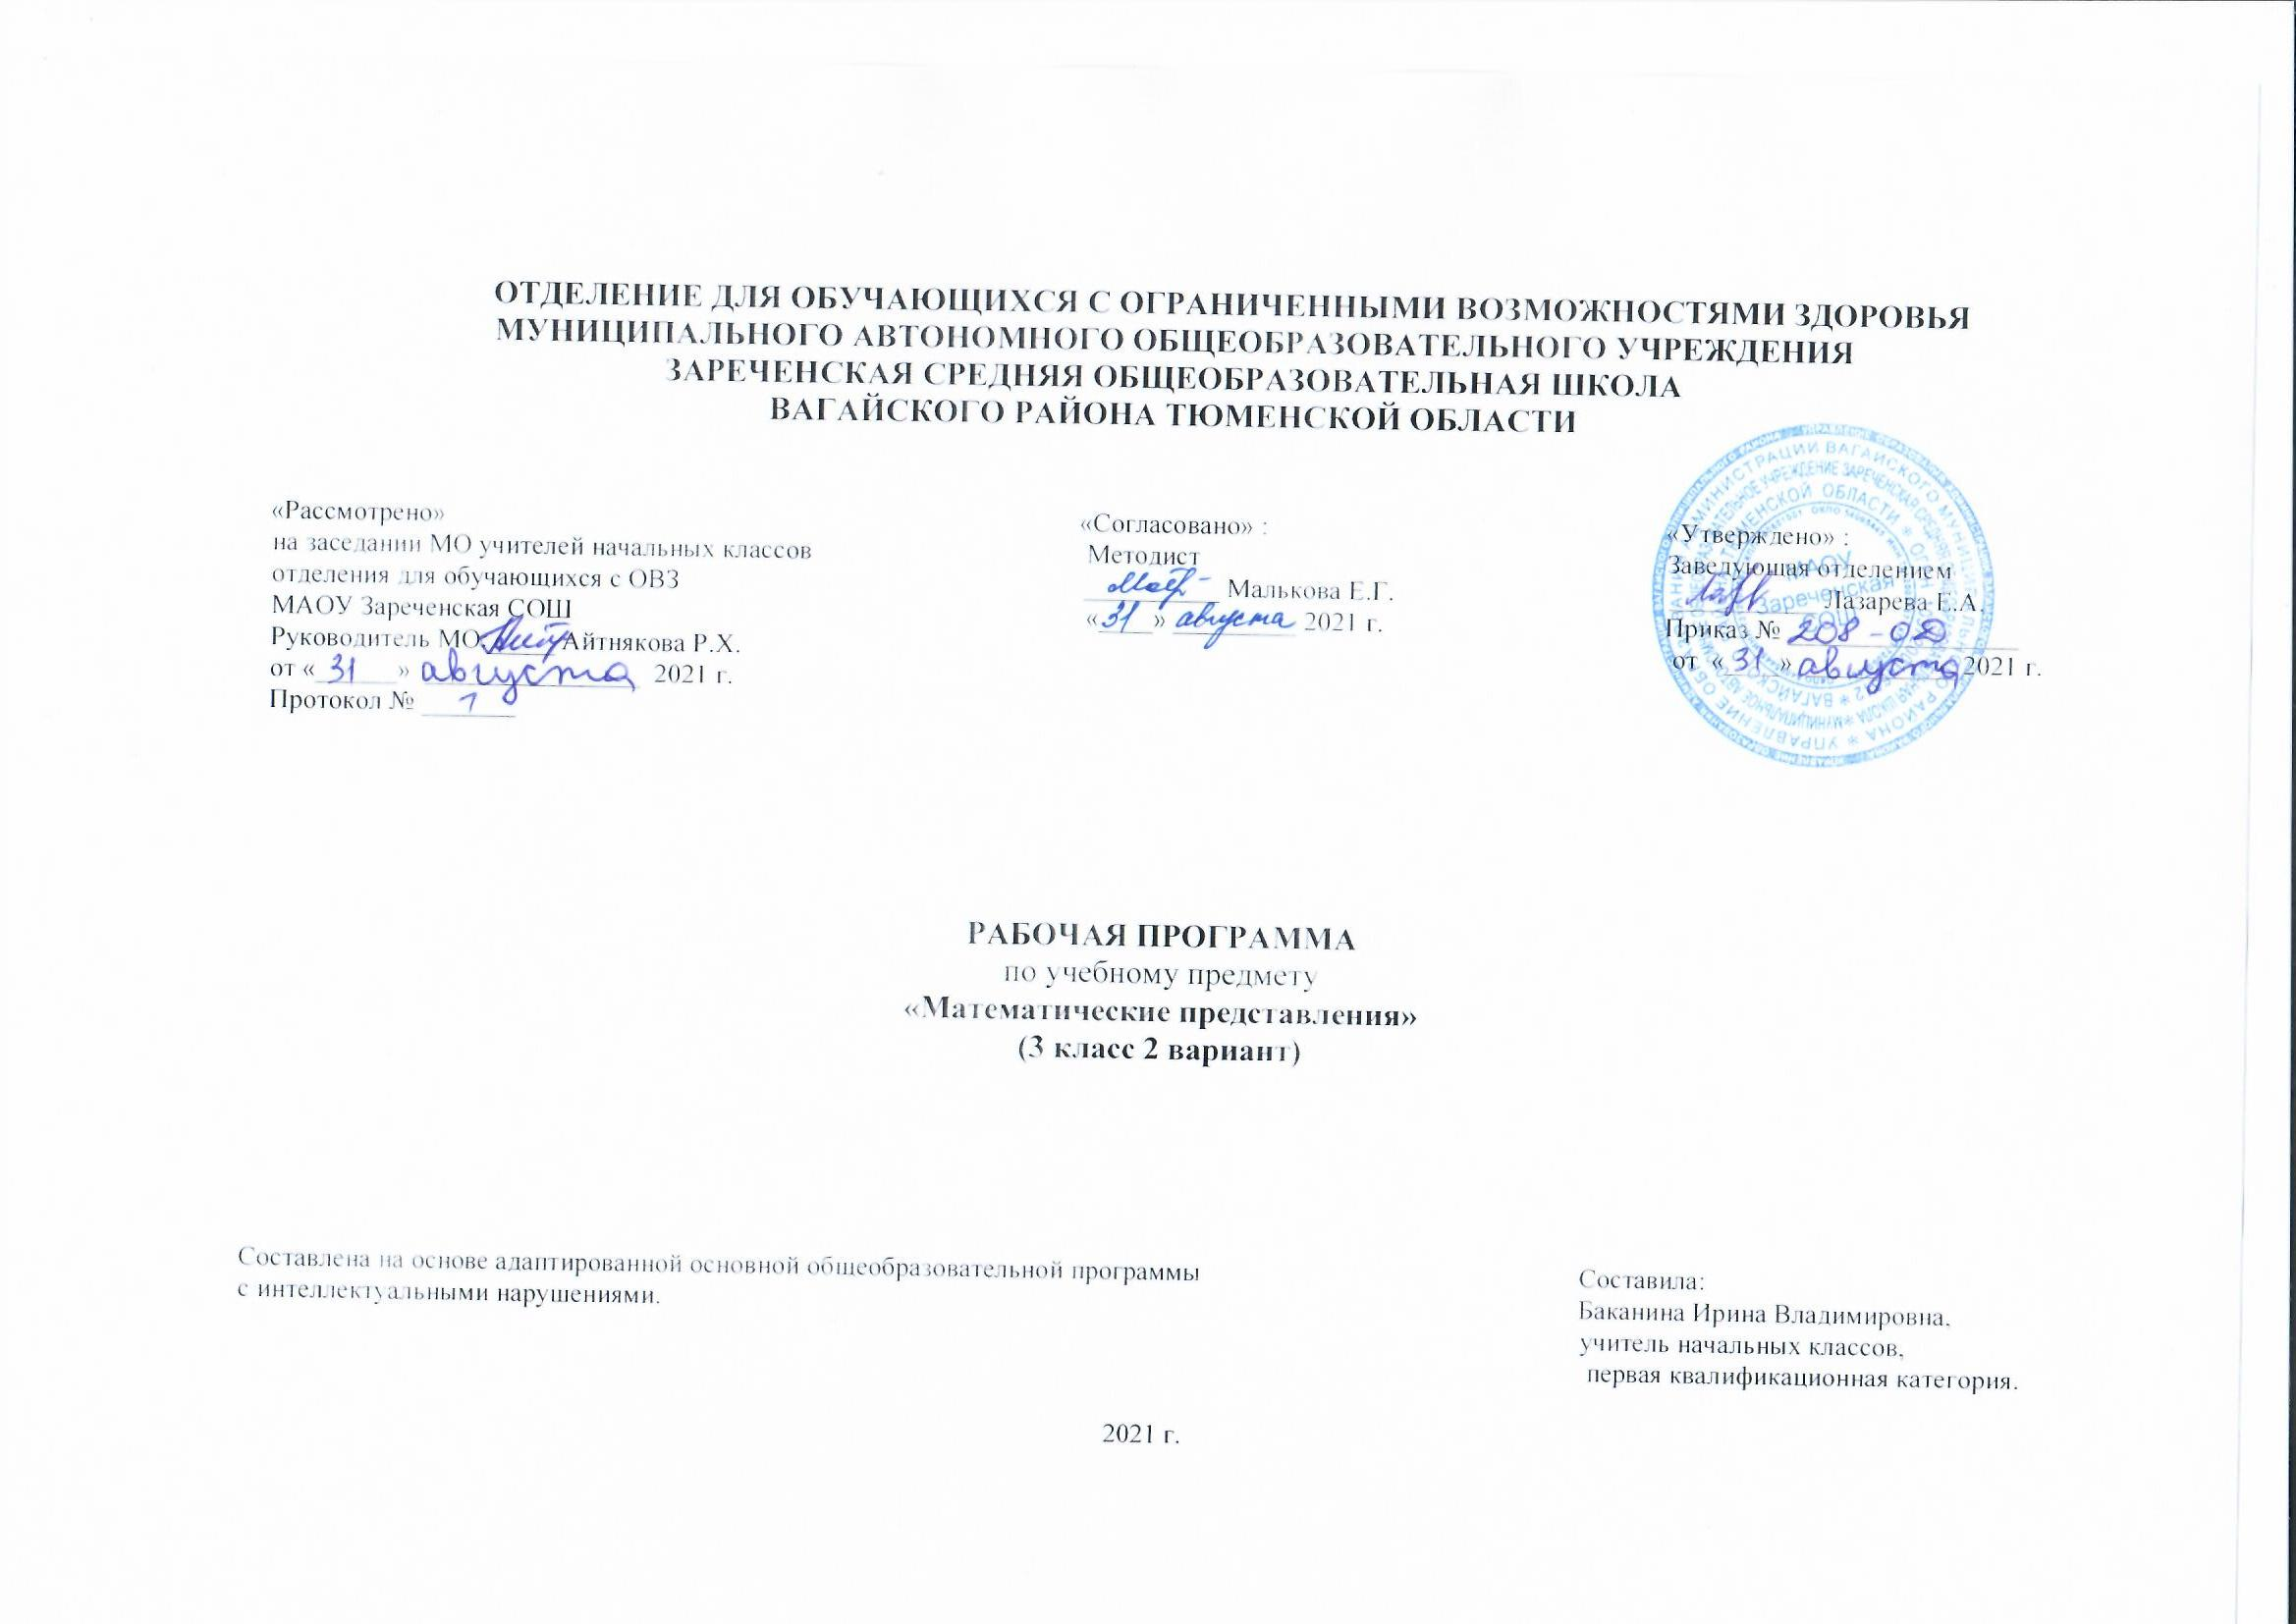 ОТДЕЛЕНИЕ ДЛЯ ОБУЧАЮЩИХСЯ С ОГРАНИЧЕННЫМИ ВОЗМОЖНОСТЯМИ ЗДОРОВЬЯ
МУНИЦИПАЛЬНОГО АВТОНОМНОГО ОБЩЕОБРАЗОВАТЕЛЬНОГО УЧРЕЖДЕНИЯ
ЗАРЕЧЕНСКАЯ СРЕДНЯЯ ОБЩЕОБРАЗОВАТЕЛЬНАЯ ШКОЛА
ВАГАЙСКОГО РАЙОНА ТЮМЕНСКОЙ ОБЛАСТИ
«Рассмотрено»
на заседании МО учителей начальных классов
отделения для обучающихся с ОВЗ
МАОУ Зареченская СОШ
Руководитель МО Айтнякова Р.Х.
от « 31 » августа 2021 г.
Протокол № 1
«Согласовано» :
Методист
Малькова Е.Г.
« 31 » августа 2021 г.
«Утверждено» :
Заведующая отделением
Лазарева Е.А.
Приказ № 208-ОД
от « 31 » августа 2021 г.
МАОУ
Зареченская
СОШ
РАБОЧАЯ ПРОГРАММА
по учебному предмету
«Математические представления»
(3 класс 2 вариант)
Составлена на основе адаптированной основной общеобразовательной программы
с интеллектуальными нарушениями.
Составила:
Баканина Ирина Владимировна,
учитель начальных классов,
первая квалификационная категория.
2021 г.